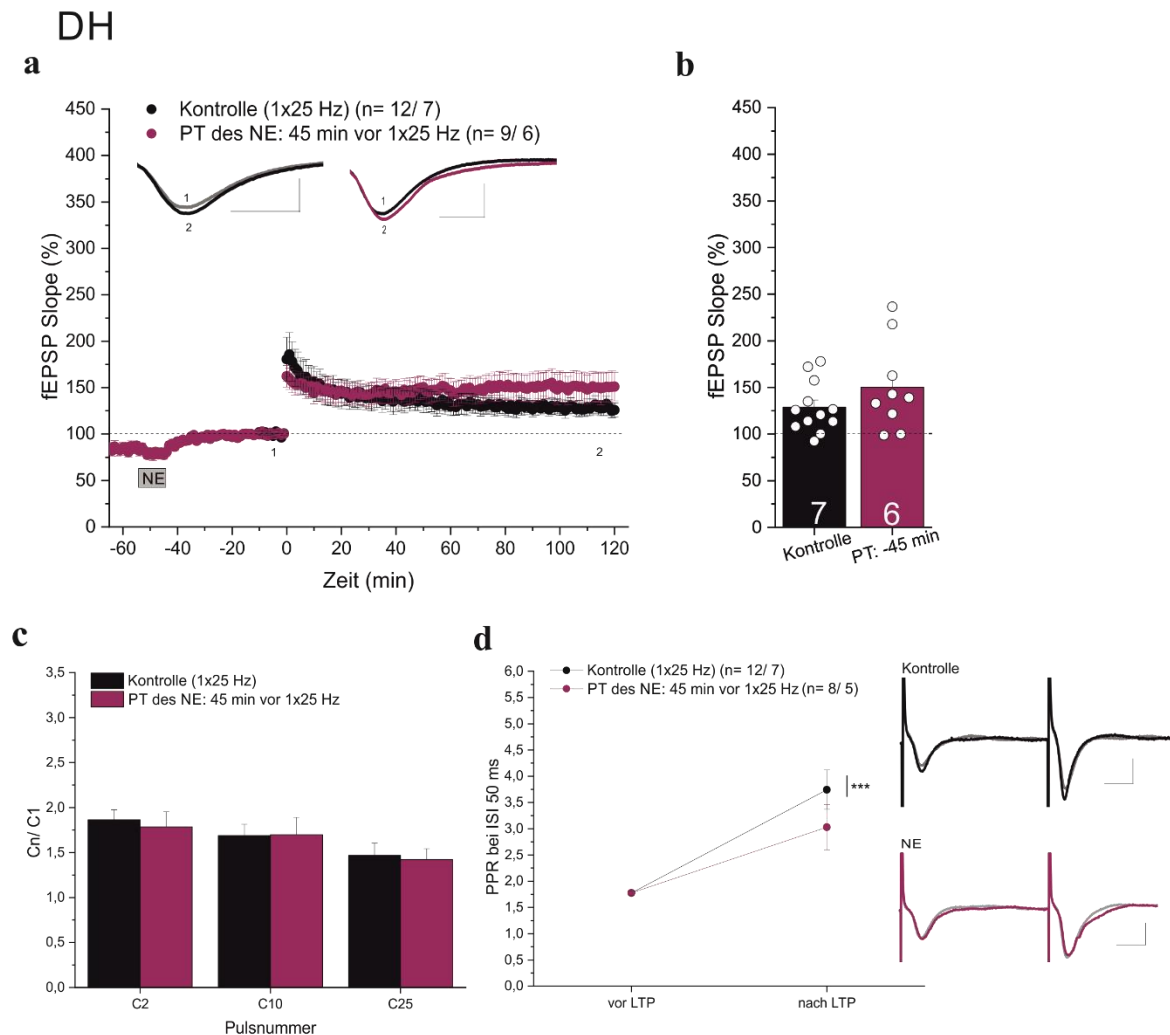 DH
a
Kontrolle (1x25 Hz) (n= 12/ 7)
PT des NE: 45 min vor 1x25 Hz (n= 9/ 6)
450
400
350
300
250
200
150
100
50
0
fEPSP Slope (%)
1
2
1
2
NE
1
2
-60
-40
-20
0
20
40
60
80
100
120
Zeit (min)
b
450
400
350
300
250
200
150
100
50
0
fEPSP Slope (%)
7
6
Kontrolle
PT: -45 min
c
Kontrolle (1x25 Hz)
PT des NE: 45 min vor 1x25 Hz
3,5
3,0
2,5
2,0
1,5
1,0
0,5
0,0
Cn/ C1
C2
C10
C25
Pulsnummer
d
Kontrolle (1x25 Hz) (n= 12/ 7)
PT des NE: 45 min vor 1x25 Hz (n= 8/ 5)
6,0
5,5
5,0
4,5
4,0
3,5
3,0
2,5
2,0
1,5
1,0
0,5
0,0
PPR bei ISI 50 ms
***
vor LTP
nach LTP
Kontrolle
NE